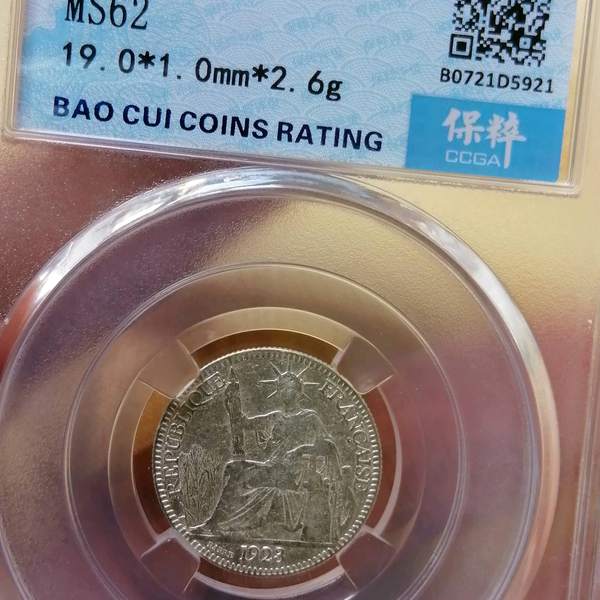 MS62
19.0*1.0mm*2.6g
BAO CUI COINS RATING
B0721D5921
保粹
CCGA
REPUBLIQUE FRANÇAISE
1923